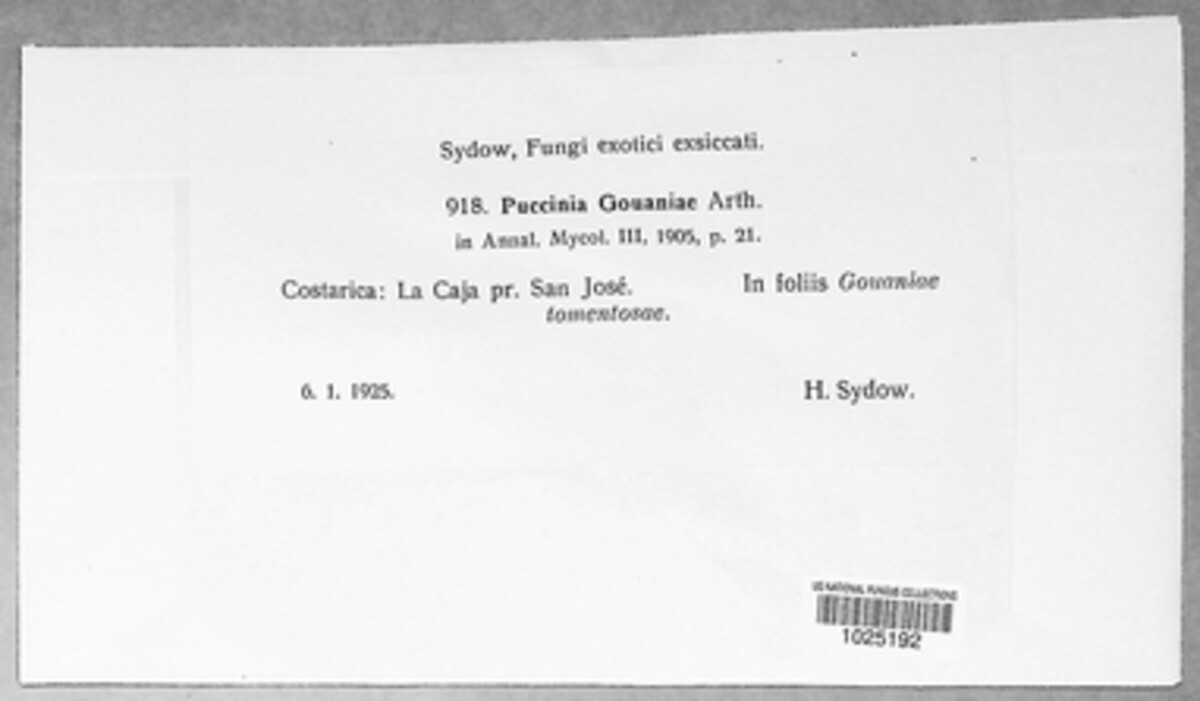 Sydow, Fungi exotici exsiccati.
918. Puccinia Gouaniae Arth.
in Annal. Mycol. III, 1905, p. 21.
Costarica: La Caja pr. San José. In foliis Gouaniae
tomentosae.
6. 1. 1925. H. Sydow.
US NATIONAL FUNGUS COLLECTIONS
1025192